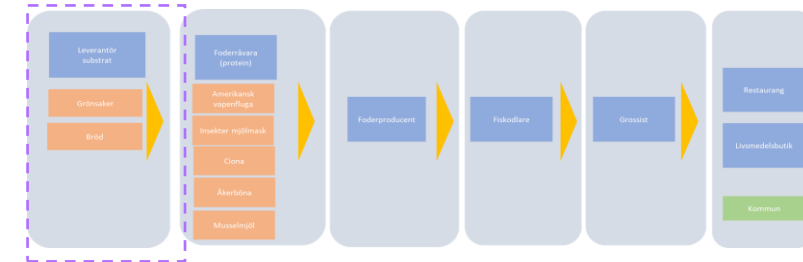 Leverantör
substrat
Grönsaker
Bröd
Foderråvara
(protein)
Amerikansk
vapenfluga
Insekter mjölmask
Ciona
Åkerböna
Musselmjöl
Foderproducent
Fiskodlare
Grossist
Restaurang
Livsmedelsbutik
Kommun